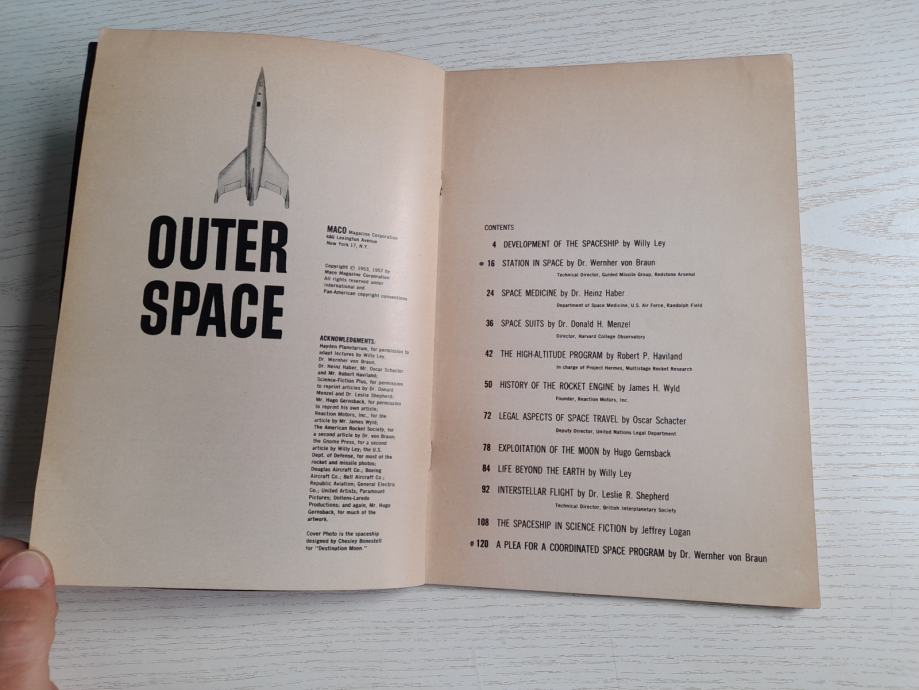 OUTER
SPACE
MACO Magazine Corporation
480 Lexington Avenue
New York 17, N.Y.
Copyright © 1953, 1957 by
Maco Magazine Corporation
All rights reserved under
international and
Pan-American copyright conventions
ACKNOWLEDGMENTS:
Hayden Planetarium, for permission to
adapt lectures by Willy Ley,
Dr. Wernher von Braun,
Dr. Heinz Haber, Mr. Oscar Schacter
and Mr. Robert Haviland;
Science-Fiction Plus, for permission
to reprint articles by Dr. Donald
Menzel and Dr. Leslie Shepherd;
Mr. Hugo Gernsback, for permission
to reprint his own article;
Reaction Motors, Inc., for the
article by Mr. James Wyld;
The American Rocket Society, for
a second article by Dr. von Braun;
the Gnome Press, for a second
article by Willy Ley; the U.S.
Dept. of Defense, for most of the
rocket and missile photos;
Douglas Aircraft Co.; Boeing
Aircraft Co.; Bell Aircraft Co.;
Republic Aviation; General Electric
Co.; United Artists; Paramount
Pictures; Dollens-Laredo
Productions; and again, Mr. Hugo
Gernsback, for much of the
artwork.
Cover Photo is the spaceship
designed by Chesley Bonestell
for "Destination Moon."
CONTENTS
4 DEVELOPMENT OF THE SPACESHIP by Willy Ley
16 STATION IN SPACE by Dr. Wernher von Braun
Technical Director, Guided Missile Group, Redstone Arsenal
24 SPACE MEDICINE by Dr. Heinz Haber
Department of Space Medicine, U.S. Air Force, Randolph Field
36 SPACE SUITS by Dr. Donald H. Menzel
Director, Harvard College Observatory
42 THE HIGH-ALTITUDE PROGRAM by Robert P. Haviland
In charge of Project Hermes, Multistage Rocket Research
50 HISTORY OF THE ROCKET ENGINE by James H. Wyld
Founder, Reaction Motors, Inc.
72 LEGAL ASPECTS OF SPACE TRAVEL by Oscar Schacter
Deputy Director, United Nations Legal Department
78 EXPLOITATION OF THE MOON by Hugo Gernsback
84 LIFE BEYOND THE EARTH by Willy Ley
92 INTERSTELLAR FLIGHT by Dr. Leslie R. Shepherd
Technical Director, British Interplanetary Society
108 THE SPACESHIP IN SCIENCE FICTION by Jeffrey Logan
120 A PLEA FOR A COORDINATED SPACE PROGRAM by Dr. Wernher von Braun